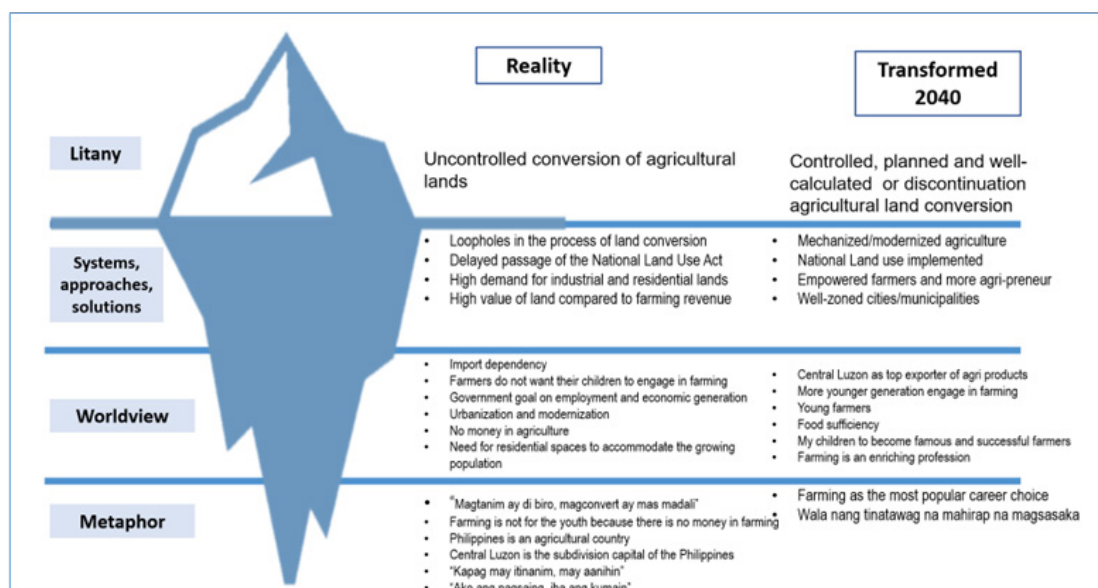 Reality
Transformed
2040
Litany
Uncontrolled conversion of agricultural
lands
Controlled, planned and well-
calculated or discontinuation
agricultural land conversion
Systems,
approaches,
solutions
• Loopholes in the process of land conversion
• Delayed passage of the National Land Use Act
• High demand for industrial and residential lands
• High value of land compared to farming revenue
• Mechanized/modernized agriculture
• National Land use implemented
• Empowered farmers and more agri-preneur
• Well-zoned cities/municipalities
Worldview
• Import dependency
• Farmers do not want their children to engage in farming
• Government goal on employment and economic generation
• Urbanization and modernization
• No money in agriculture
• Need for residential spaces to accommodate the growing
population
• Central Luzon as top exporter of agri products
• More younger generation engage in farming
• Young farmers
• Food sufficiency
• My children to become famous and successful farmers
• Farming is an enriching profession
Metaphor
• “Magtanim ay di biro, magconvert ay mas madali”
• Farming is not for the youth because there is no money in farming
• Philippines is an agricultural country
• Central Luzon is the subdivision capital of the Philippines
• “Kapag may itinanim, may aanihin”
• “Ako ang nagsaing, iba ang kumain”
• Farming as the most popular career choice
• Wala nang tinatawag na mahirap na magsasaka